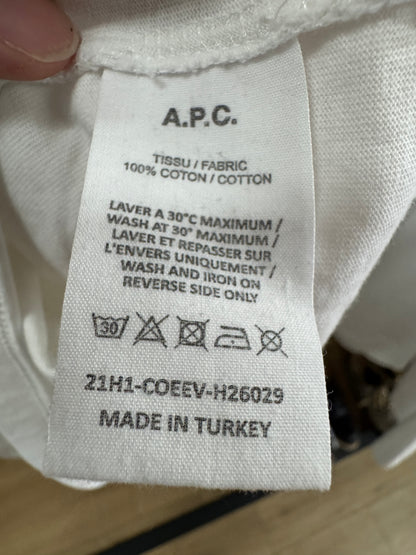 A.P.C.
TISSU / FABRIC
100% COTON / COTTON
LAVER A 30°C MAXIMUM /
WASH AT 30° MAXIMUM /
LAVER ET REPASSER SUR
L'ENVERS UNIQUEMENT /
WASH AND IRON ON
REVERSE SIDE ONLY
30
21H1-COEEV-H26029
MADE IN TURKEY